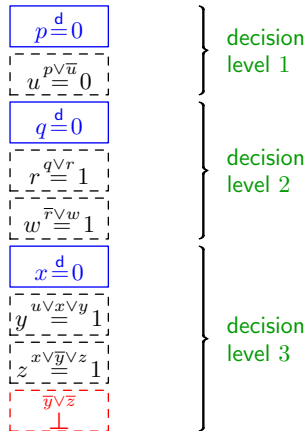 p =ᵈ 0
decision
level 1
u =^{p∨u̅} 0
q =ᵈ 0
decision
level 2
r =^{q∨r} 1
w =^{r̅∨w} 1
x =ᵈ 0
y =^{u∨x∨y} 1
decision
level 3
z =^{x∨y̅∨z} 1
y̅∨z̅
⊥